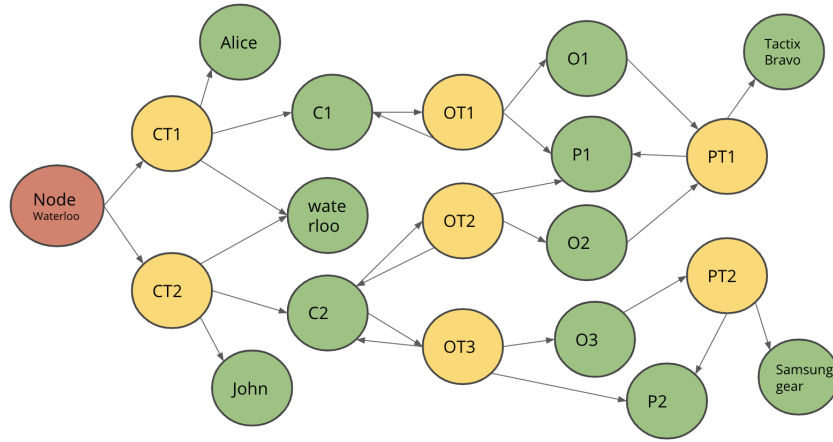 Alice
Tactix
Bravo
O1
C1
OT1
CT1
P1
PT1
Node
Waterloo
wate
rloo
OT2
O2
CT2
PT2
C2
O3
OT3
Samsung
gear
John
P2